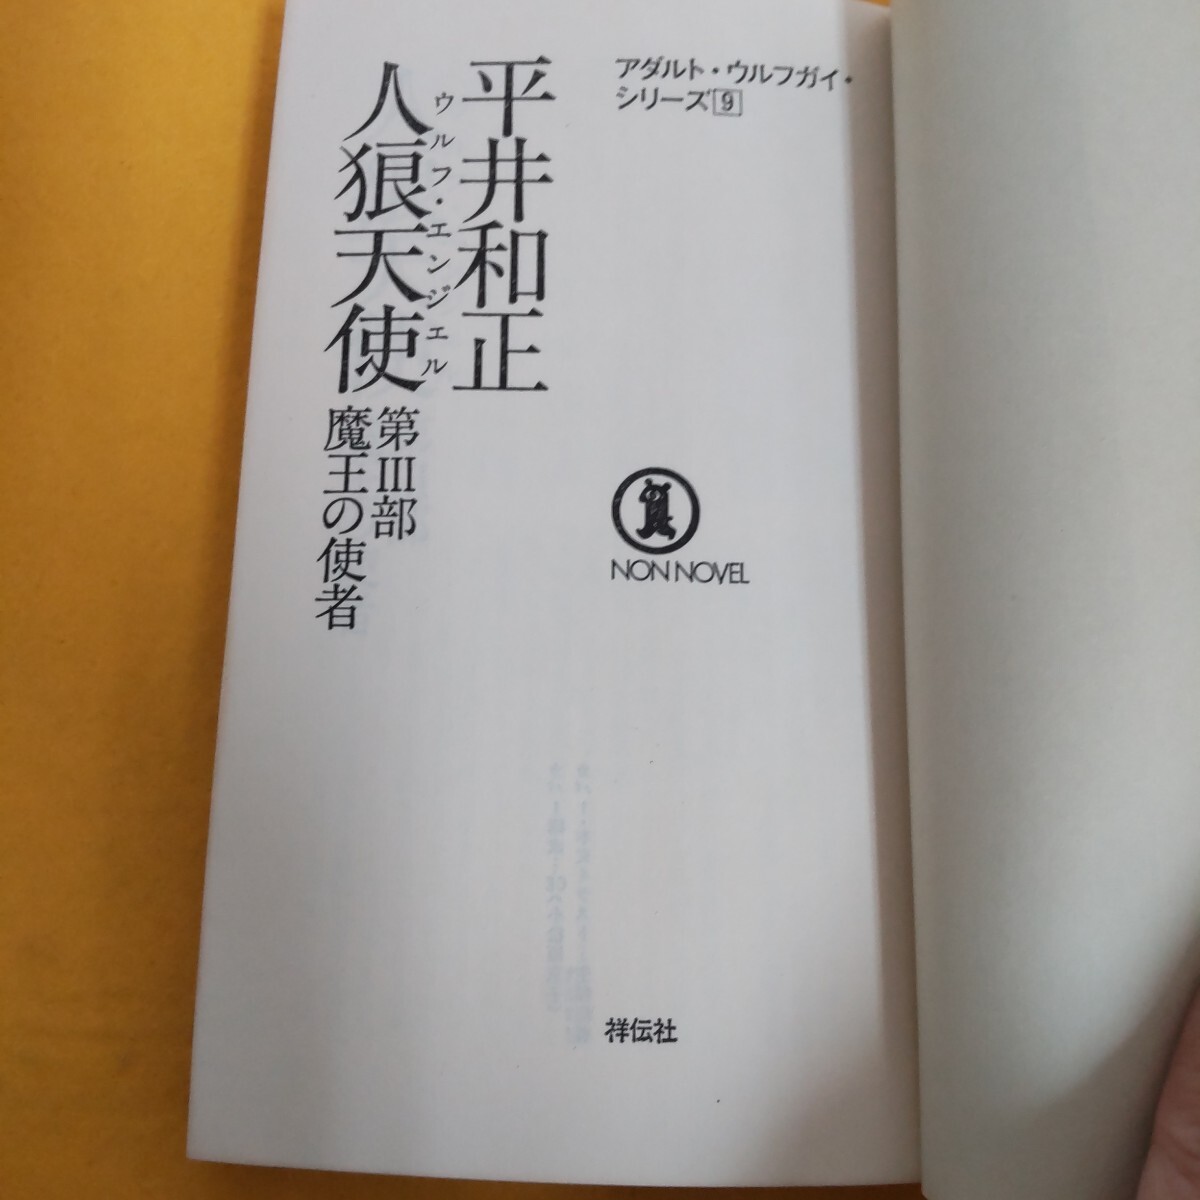 アダルト・ウルフガイ・
シリーズ9
平井和正
ウルフ・エンジェル
人狼天使
第III部
魔王の使者
NON NOVEL
祥伝社